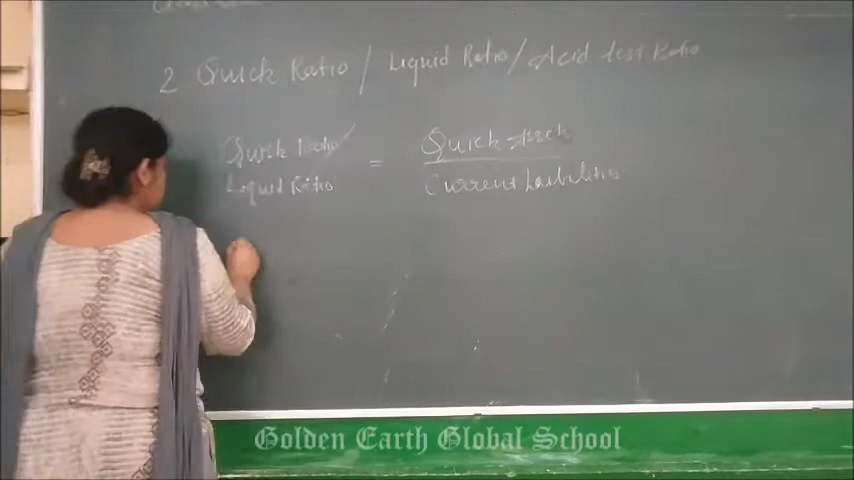 2 Quick Ratio / Liquid Ratio / Acid test Ratio
Quick Ratio / = Quick Asset
Liquid Ratio Current Liabilities
Golden Earth Global School